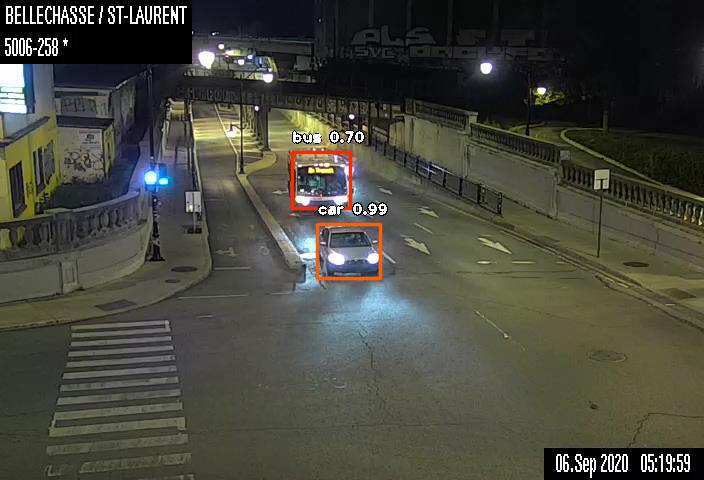 BELLECHASSE / ST-LAURENT
5006-258 *
bus 0.70
car 0.99
06.Sep 2020 05:19:59